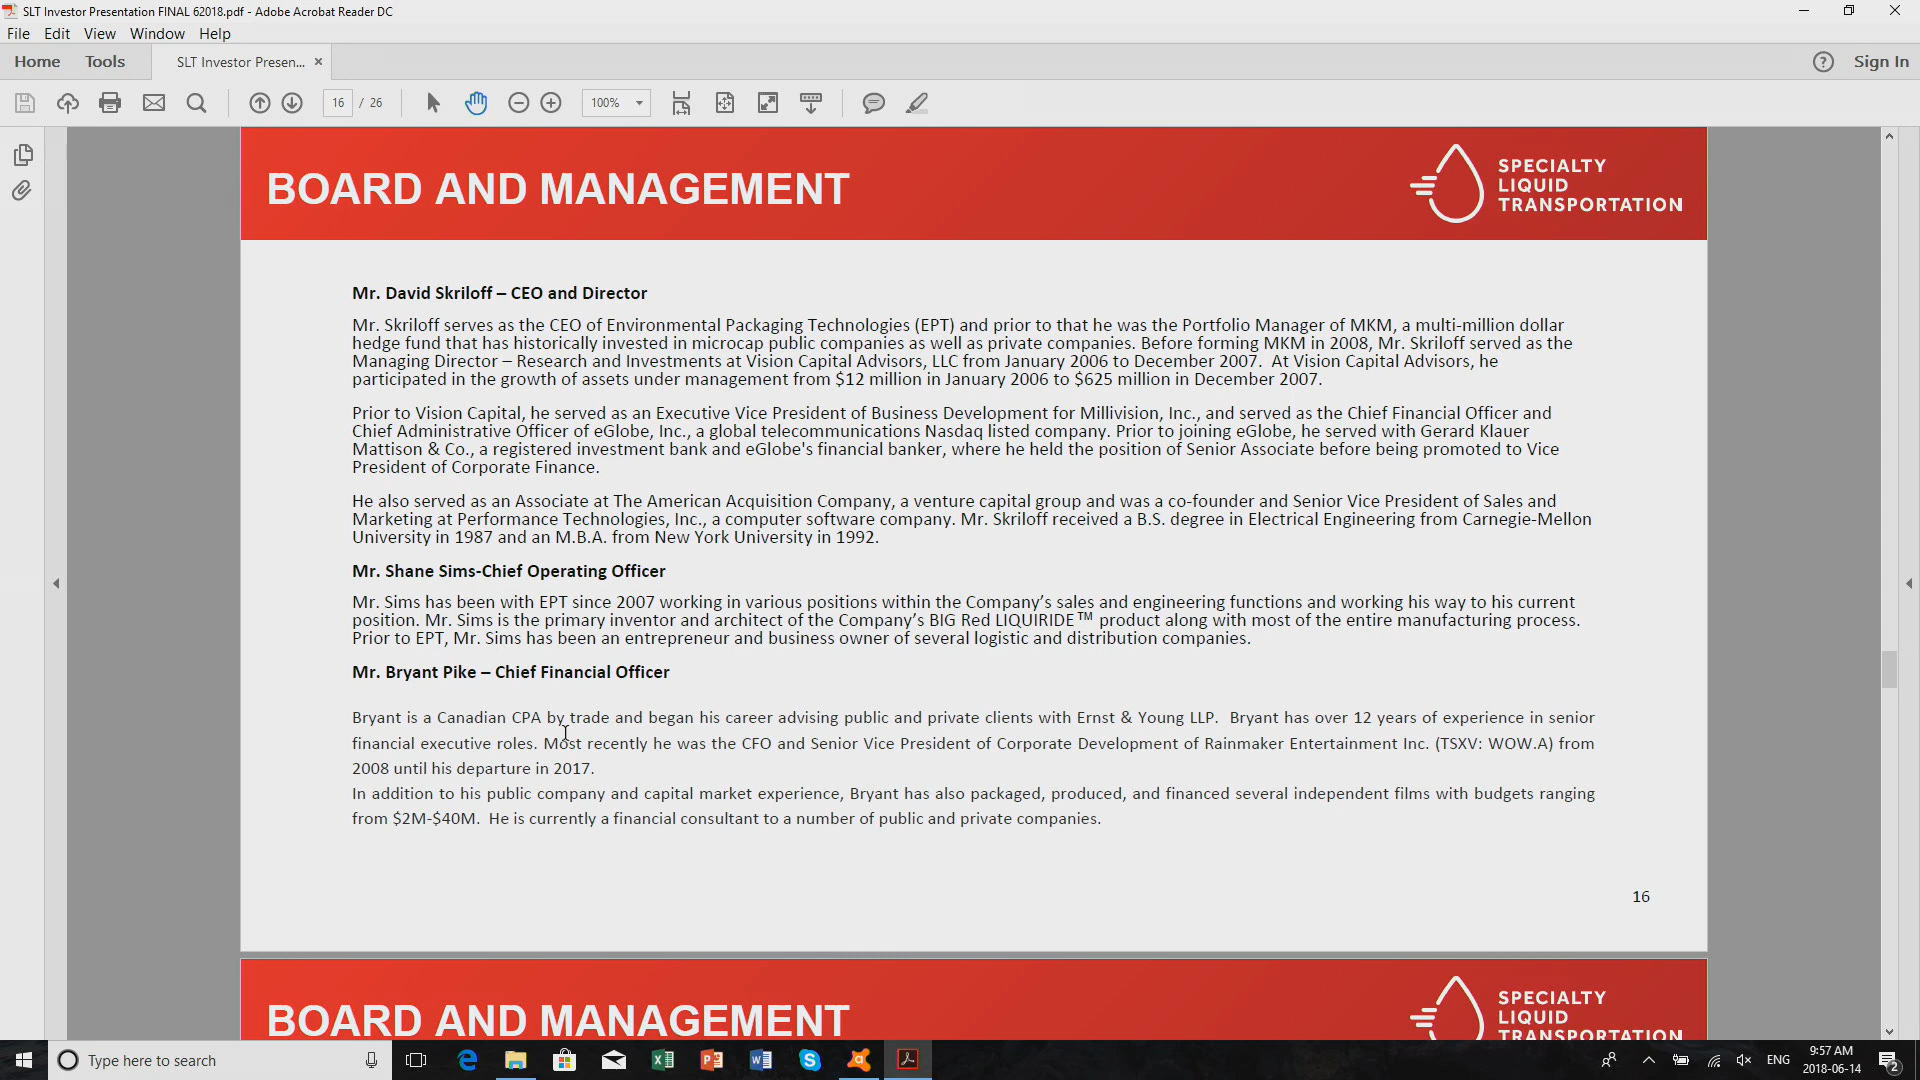 SLT Investor Presentation FINAL 62018.pdf - Adobe Acrobat Reader DC
File Edit View Window Help
Home Tools SLT Investor Presen... × ? Sign In
16 / 26 100%
BOARD AND MANAGEMENT
SPECIALTY
LIQUID
TRANSPORTATION
Mr. David Skriloff – CEO and Director
Mr. Skriloff serves as the CEO of Environmental Packaging Technologies (EPT) and prior to that he was the Portfolio Manager of MKM, a multi-million dollar
hedge fund that has historically invested in microcap public companies as well as private companies. Before forming MKM in 2008, Mr. Skriloff served as the
Managing Director – Research and Investments at Vision Capital Advisors, LLC from January 2006 to December 2007. At Vision Capital Advisors, he
participated in the growth of assets under management from $12 million in January 2006 to $625 million in December 2007.
Prior to Vision Capital, he served as an Executive Vice President of Business Development for Millivision, Inc., and served as the Chief Financial Officer and
Chief Administrative Officer of eGlobe, Inc., a global telecommunications Nasdaq listed company. Prior to joining eGlobe, he served with Gerard Klauer
Mattison & Co., a registered investment bank and eGlobe's financial banker, where he held the position of Senior Associate before being promoted to Vice
President of Corporate Finance.
He also served as an Associate at The American Acquisition Company, a venture capital group and was a co-founder and Senior Vice President of Sales and
Marketing at Performance Technologies, Inc., a computer software company. Mr. Skriloff received a B.S. degree in Electrical Engineering from Carnegie-Mellon
University in 1987 and an M.B.A. from New York University in 1992.
Mr. Shane Sims-Chief Operating Officer
Mr. Sims has been with EPT since 2007 working in various positions within the Company’s sales and engineering functions and working his way to his current
position. Mr. Sims is the primary inventor and architect of the Company’s BIG Red LIQUIRIDE™ product along with most of the entire manufacturing process.
Prior to EPT, Mr. Sims has been an entrepreneur and business owner of several logistic and distribution companies.
Mr. Bryant Pike – Chief Financial Officer
Bryant is a Canadian CPA by trade and began his career advising public and private clients with Ernst & Young LLP. Bryant has over 12 years of experience in senior
financial executive roles. Most recently he was the CFO and Senior Vice President of Corporate Development of Rainmaker Entertainment Inc. (TSXV: WOW.A) from
2008 until his departure in 2017.
In addition to his public company and capital market experience, Bryant has also packaged, produced, and financed several independent films with budgets ranging
from $2M-$40M. He is currently a financial consultant to a number of public and private companies.
16
BOARD AND MANAGEMENT
SPECIALTY
LIQUID
TRANSPORTATION
Type here to search
ENG
9:57 AM
2018-06-14
2